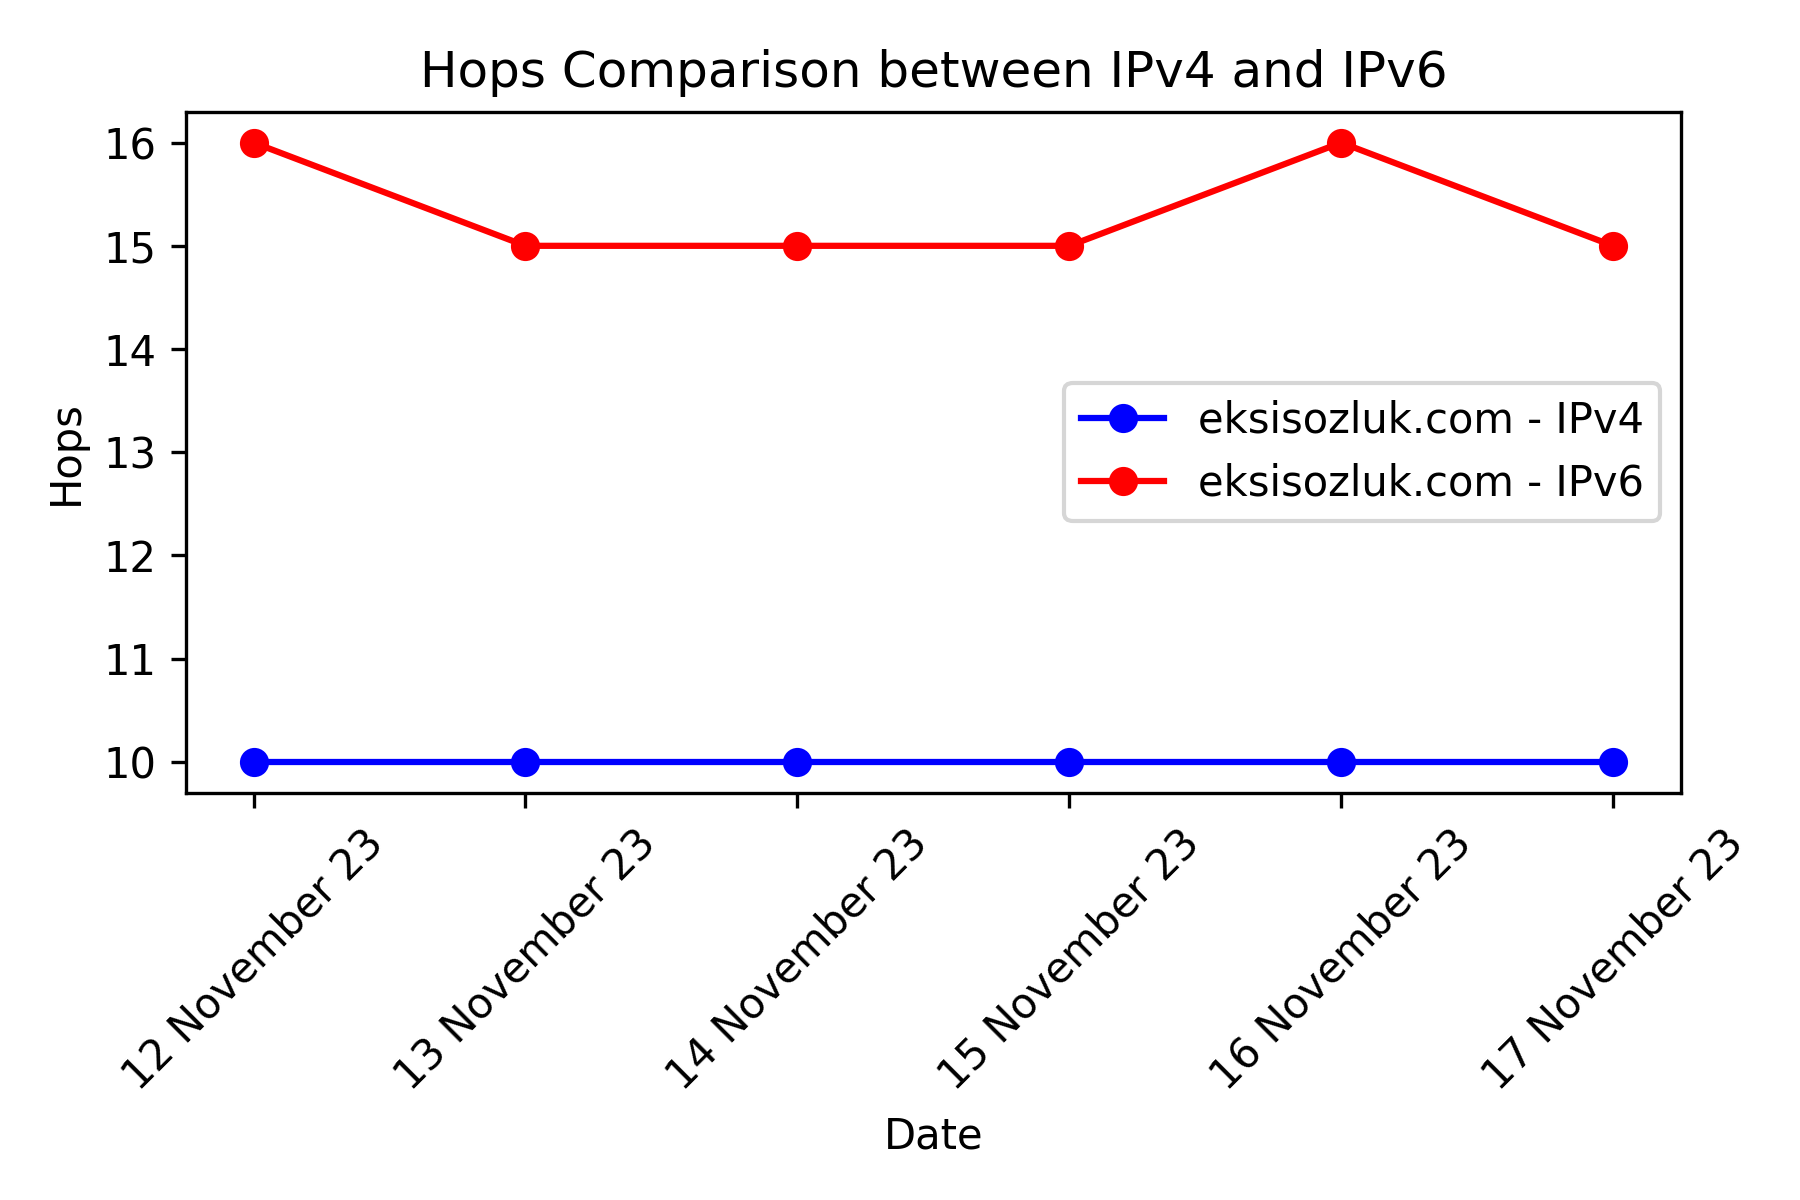 Hops Comparison between IPv4 and IPv6
16
15
14
13
12
11
10
Hops
eksisozluk.com - IPv4
eksisozluk.com - IPv6
12 November 23
13 November 23
14 November 23
15 November 23
16 November 23
17 November 23
Date